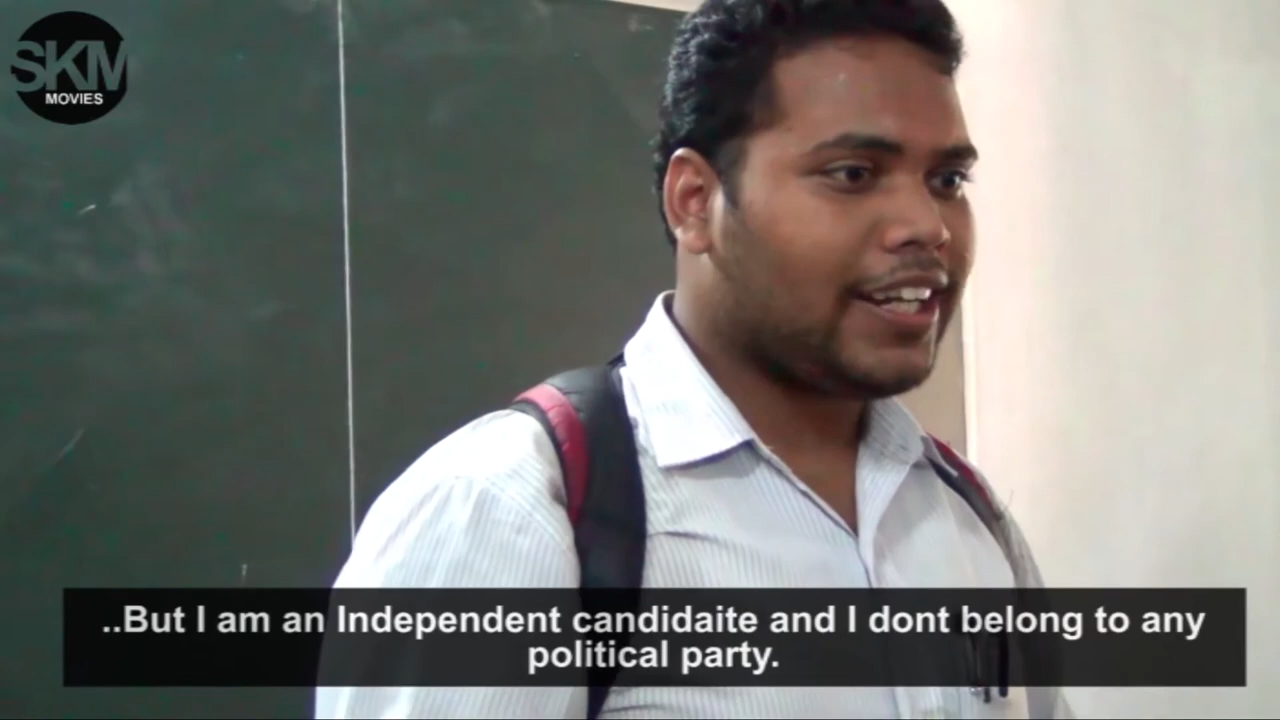 SKM
MOVIES
..But I am an Independent candidaite and I dont belong to any
political party.